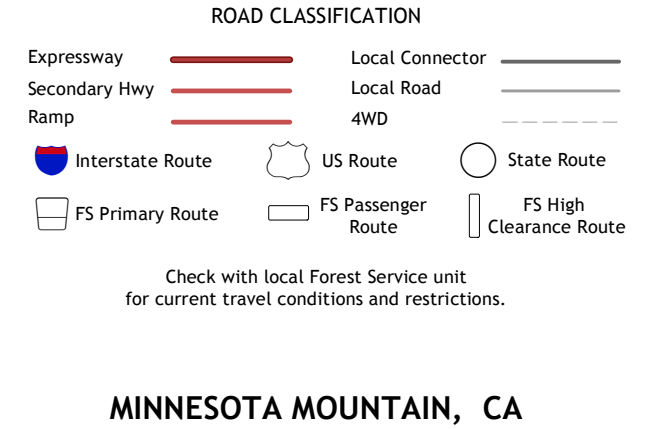 ROAD CLASSIFICATION
Expressway
Local Connector
Secondary Hwy
Local Road
Ramp
4WD
Interstate Route
US Route
State Route
FS Primary Route
FS Passenger
Route
FS High
Clearance Route
Check with local Forest Service unit
for current travel conditions and restrictions.
MINNESOTA MOUNTAIN, CA